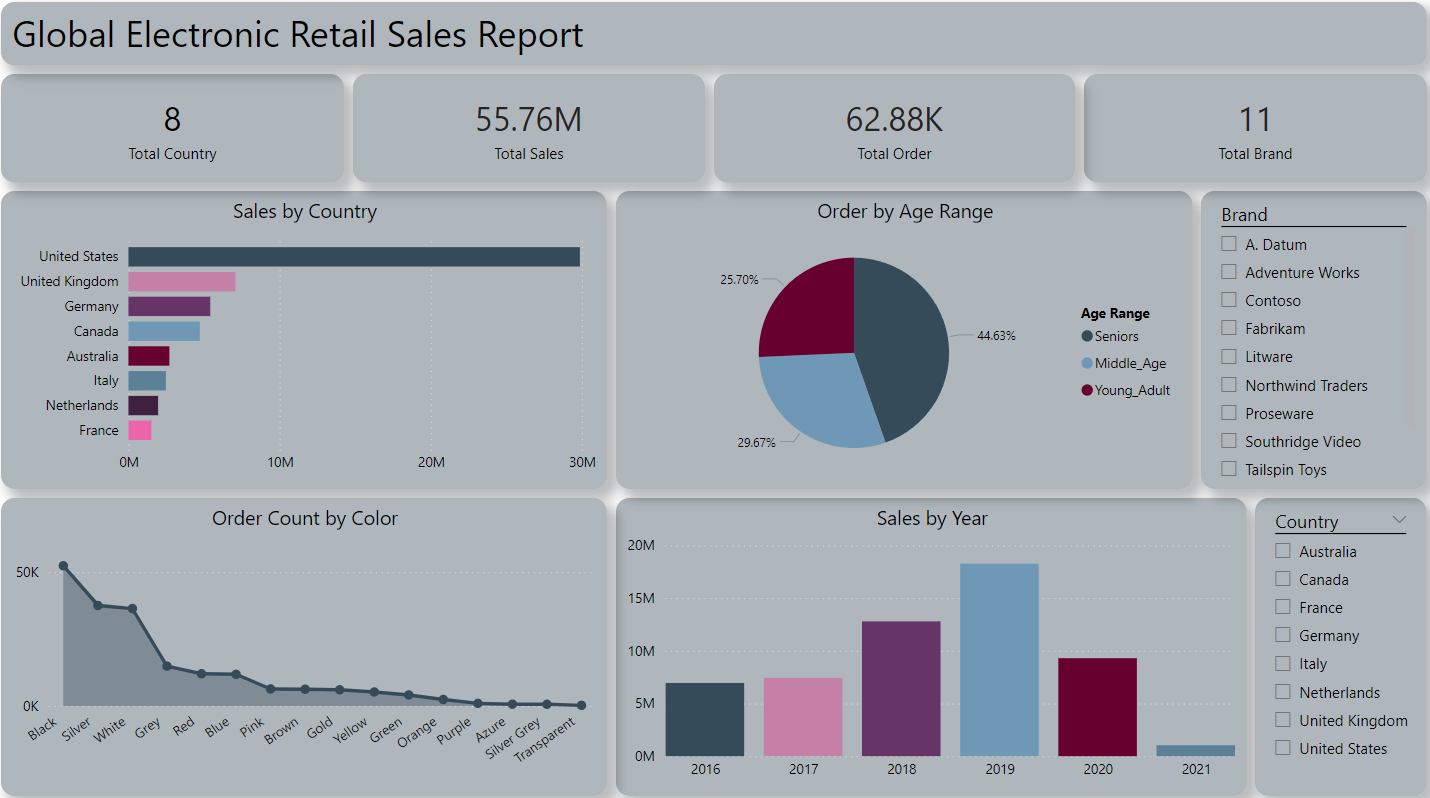 Global Electronic Retail Sales Report
8
Total Country
55.76M
Total Sales
62.88K
Total Order
11
Total Brand
Sales by Country
United States
United Kingdom
Germany
Canada
Australia
Italy
Netherlands
France
0M 10M 20M 30M
Order by Age Range
25.70%
44.63%
29.67%
Age Range
Seniors
Middle_Age
Young_Adult
Brand
A. Datum
Adventure Works
Contoso
Fabrikam
Litware
Northwind Traders
Proseware
Southridge Video
Tailspin Toys
Order Count by Color
50K
0K
Black Silver White Grey Red Blue Pink Brown Gold Yellow Green Orange Purple Azure Silver Grey Transparent
Sales by Year
20M
15M
10M
5M
0M
2016 2017 2018 2019 2020 2021
Country
Australia
Canada
France
Germany
Italy
Netherlands
United Kingdom
United States